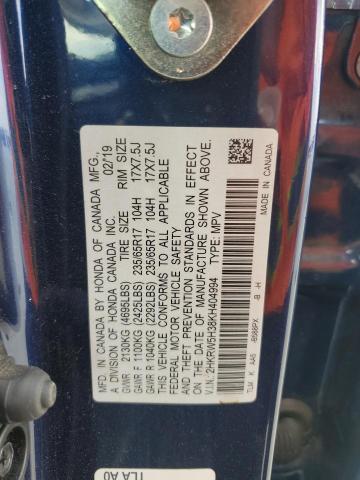 MFD. IN CANADA BY HONDA OF CANADA MFG.,
A DIVISION OF HONDA CANADA INC. 02/19
GVWR 2130KG (4695LBS) TIRE SIZE RIM SIZE
GAWR F 1100KG (2425LBS) 235/65R17 104H 17X7.5J
GAWR R 1040KG (2292LBS) 235/65R17 104H 17X7.5J
THIS VEHICLE CONFORMS TO ALL APPLICABLE
FEDERAL MOTOR VEHICLE SAFETY
AND THEFT PREVENTION STANDARDS IN EFFECT
ON THE DATE OF MANUFACTURE SHOWN ABOVE.
V.I.N: 2HKRW5H38KH404994 TYPE: MPV
-B -H MADE IN CANADA
TLA A0